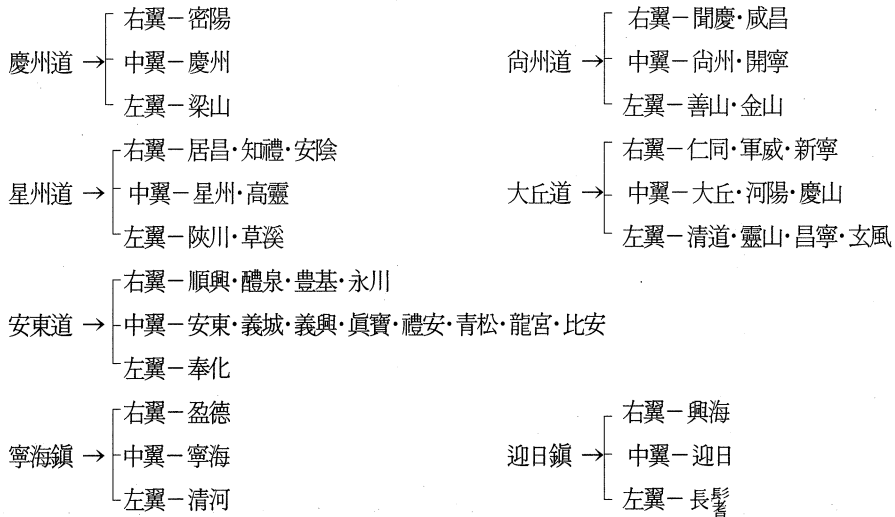 右翼－密陽
慶州道 → 中翼－慶州
左翼－梁山
右翼－聞慶·咸昌
尙州道 → 中翼－尙州·開寧
左翼－善山·金山
右翼－居昌·知禮·安陰
星州道 → 中翼－星州·高靈
左翼－陜川·草溪
右翼－仁同·軍威·新寧
大丘道 → 中翼－大丘·河陽·慶山
左翼－清道·靈山·昌寧·玄風
右翼－順興·醴泉·豊基·永川
安東道 → 中翼－安東·義城·義興·眞寶·禮安·青松·龍宮·比安
左翼－奉化
右翼－盈德
寧海鎭 → 中翼－寧海
左翼－清河
右翼－興海
迎日鎭 → 中翼－迎日
左翼－長鬐